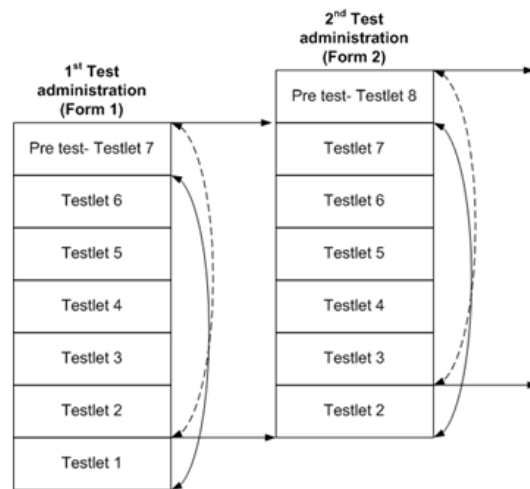 1st Test
administration
(Form 1)
Pre test- Testlet 7
Testlet 6
Testlet 5
Testlet 4
Testlet 3
Testlet 2
Testlet 1
2nd Test
administration
(Form 2)
Pre test- Testlet 8
Testlet 7
Testlet 6
Testlet 5
Testlet 4
Testlet 3
Testlet 2